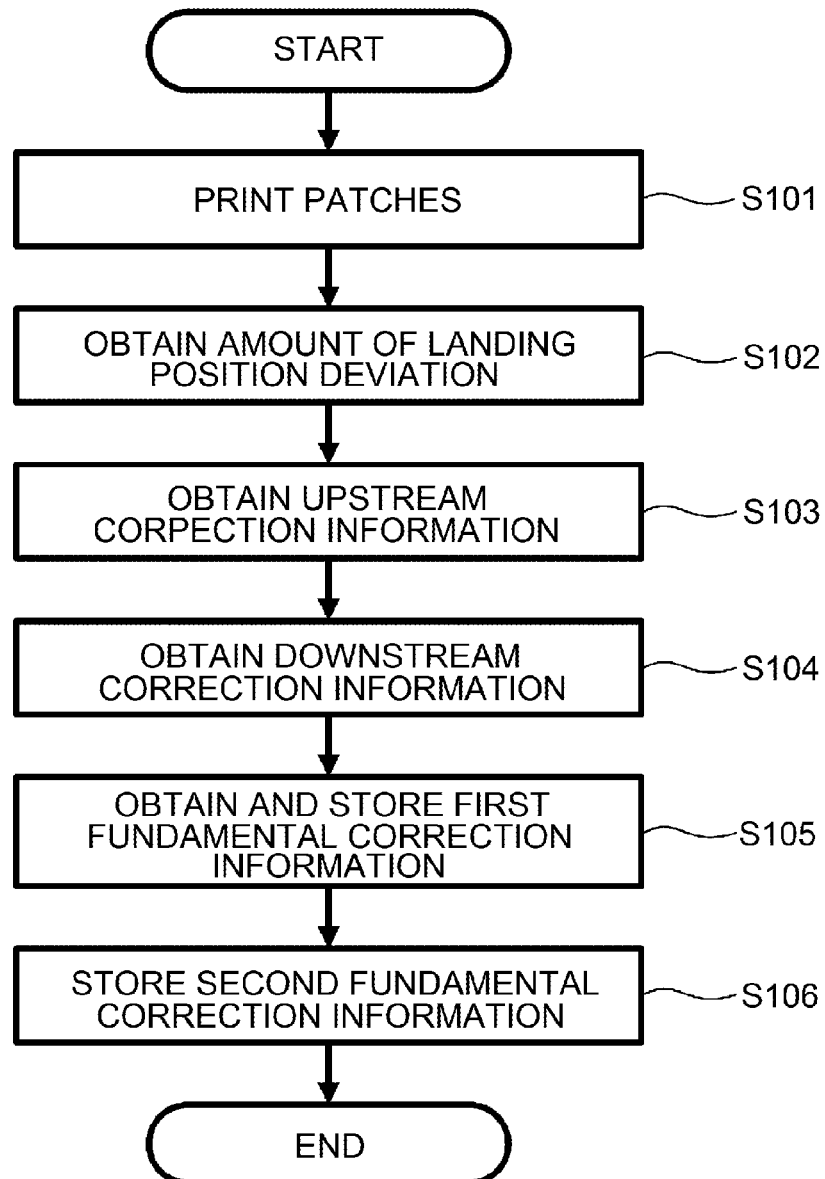 START
PRINT PATCHES
S101
OBTAIN AMOUNT OF LANDING
POSITION DEVIATION
S102
OBTAIN UPSTREAM
CORPECTION INFORMATION
S103
OBTAIN DOWNSTREAM
CORRECTION INFORMATION
S104
OBTAIN AND STORE FIRST
FUNDAMENTAL CORRECTION
INFORMATION
S105
STORE SECOND FUNDAMENTAL
CORRECTION INFORMATION
S106
END